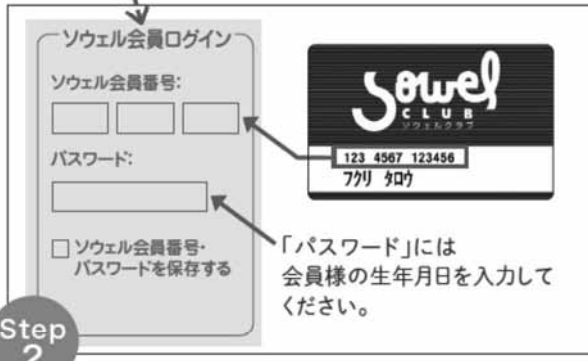 ソウェル会員ログイン
ソウェル会員番号:
パスワード:
ソウェル会員番号・
パスワードを保存する
Sowel
CLUB
ソウェルクラブ
123 4567 123456
フクリ タロウ
「パスワード」には
会員様の生年月日を入力して
ください。
Step
2